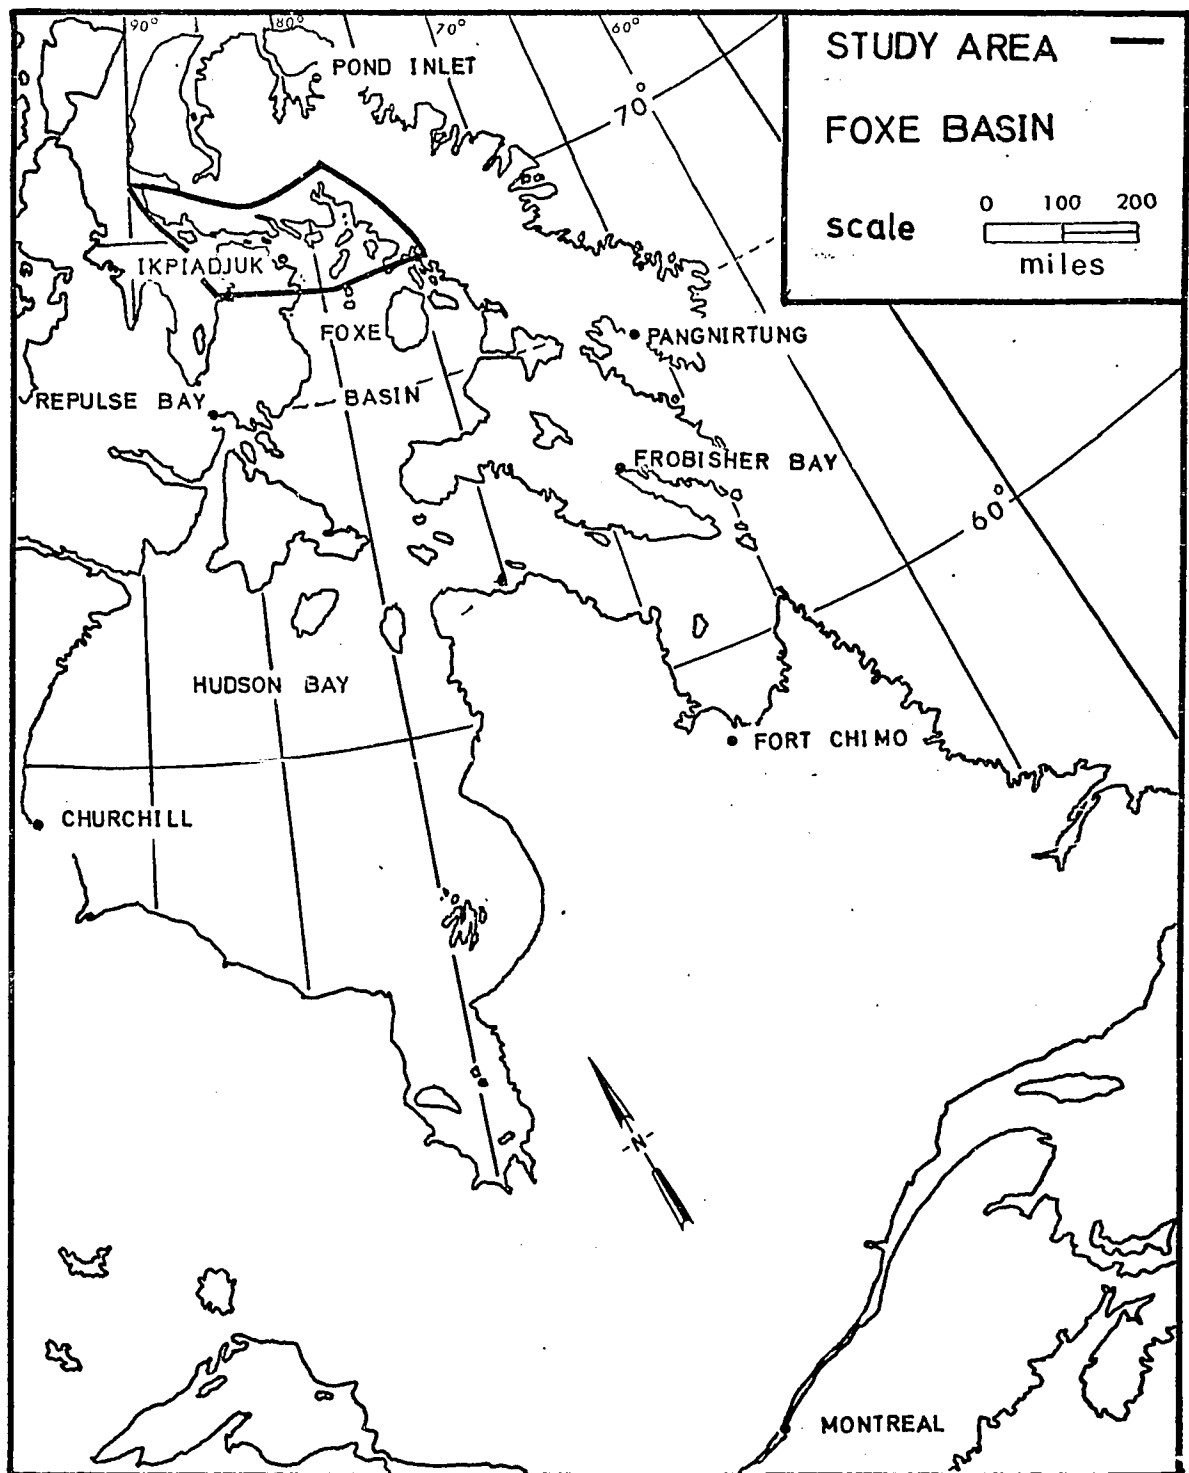 90° 80° 70° 60°
STUDY AREA
POND INLET
70°
FOXE BASIN
0 100 200
scale
miles
IKPIADJUK
FOXE
PANGNIRTUNG
BASIN
REPULSE BAY
FROBISHER BAY
60°
HUDSON BAY
FORT CHIMO
CHURCHILL
N
MONTREAL